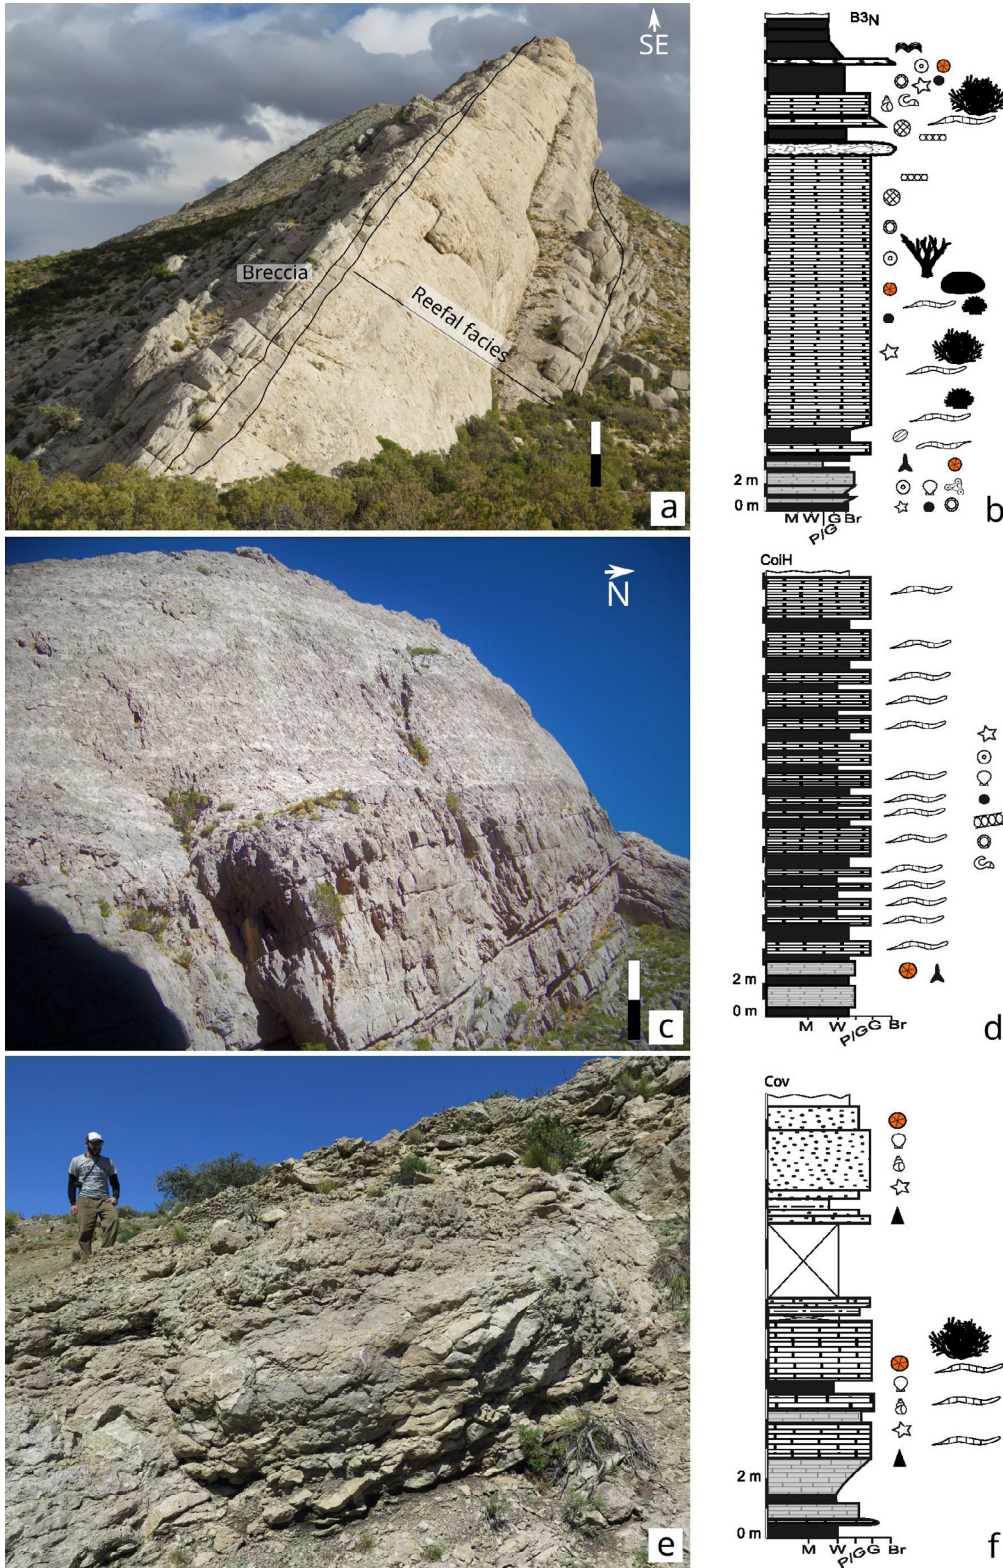 SE
Breccia
Reefal facies
a
B3N
2 m
0 m
M W G Br
P/G
b
N
c
CoiH
2 m
0 m
M W P/G G Br
d
e
Cov
2 m
0 m
M W P/G G Br
f